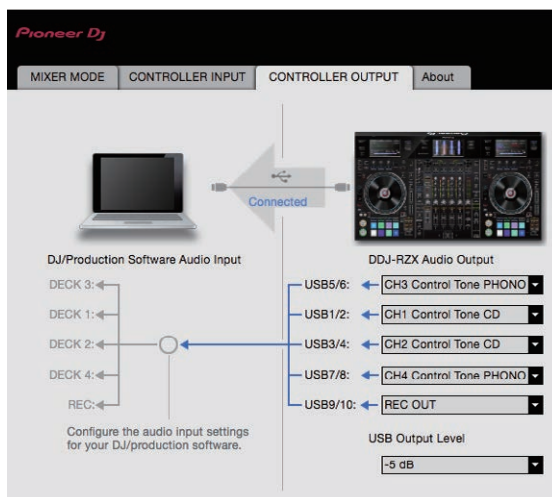 Pioneer Dj
MIXER MODE
CONTROLLER INPUT
CONTROLLER OUTPUT
About
Connected
DJ/Production Software Audio Input
DDJ-RZX Audio Output
DECK 3:
DECK 1:
DECK 2:
DECK 4:
REC:
USB5/6: CH3 Control Tone PHONO
USB1/2: CH1 Control Tone CD
USB3/4: CH2 Control Tone CD
USB7/8: CH4 Control Tone PHONO
USB9/10: REC OUT
Configure the audio input settings
for your DJ/production software.
USB Output Level
-5 dB